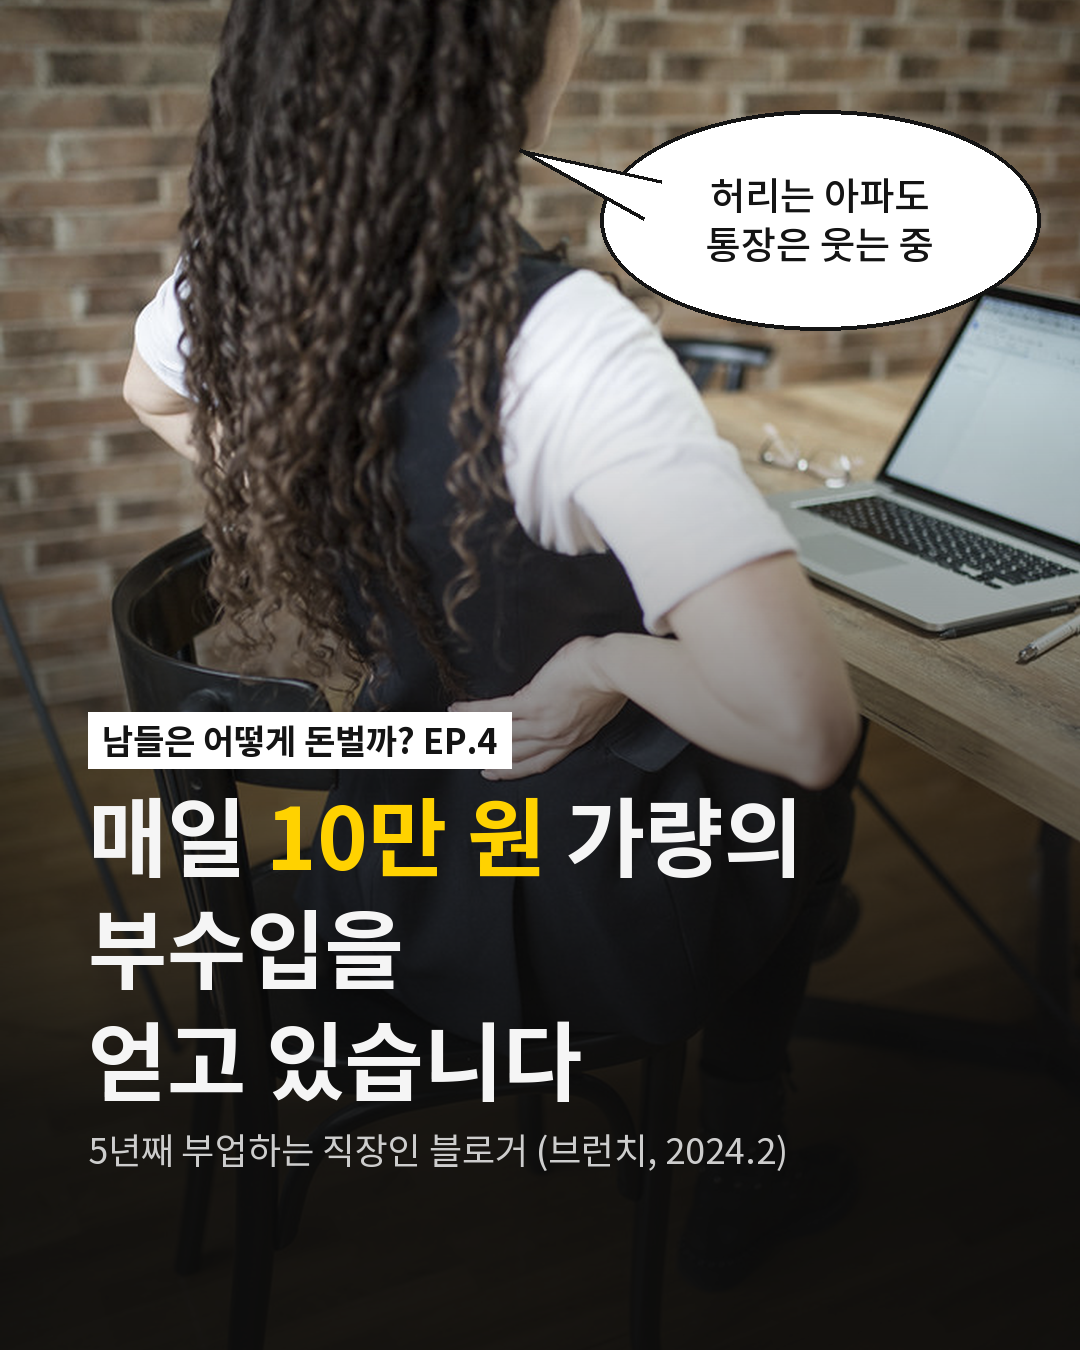 허리는 아파도
통장은 웃는 중
남들은 어떻게 돈벌까? EP.4
매일 10만 원 가량의
부수입을
얻고 있습니다
5년째 부업하는 직장인 블로거 (브런치, 2024.2)